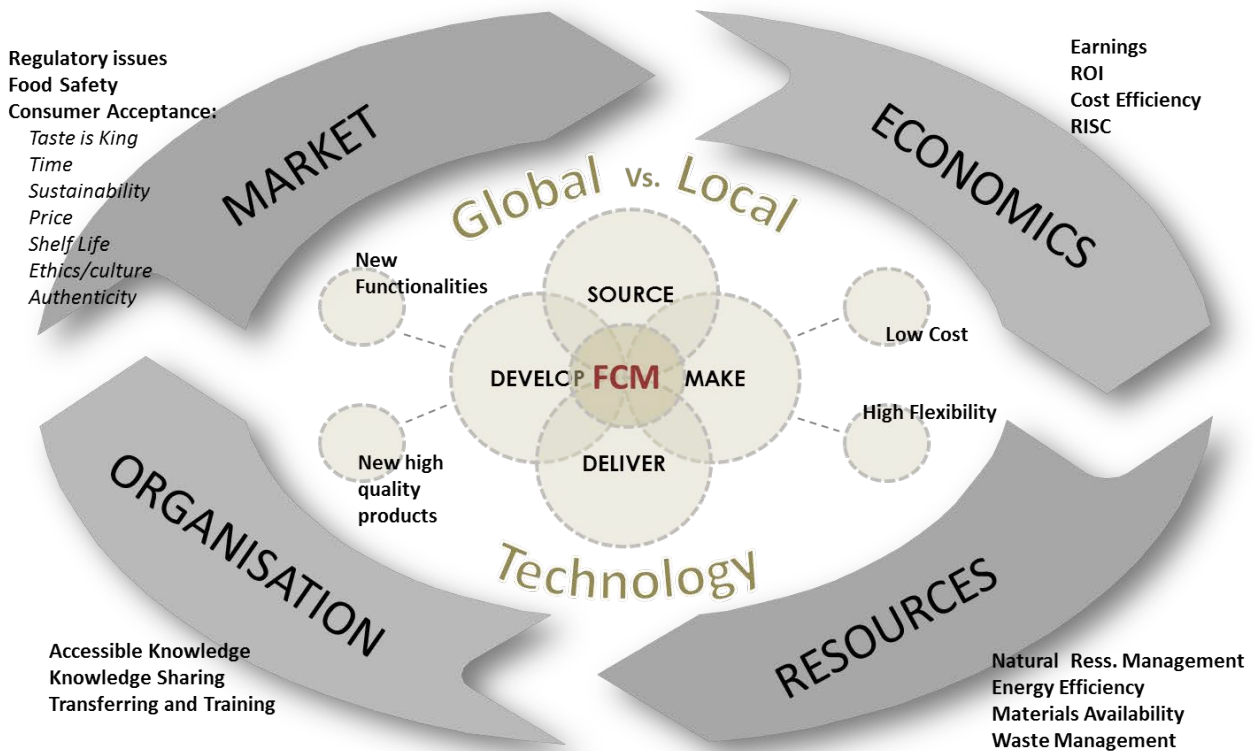 Regulatory issues
Food Safety
Consumer Acceptance:
Taste is King
Time
Sustainability
Price
Shelf Life
Ethics/culture
Authenticity
MARKET
Earnings
ROI
Cost Efficiency
RISC
ECONOMICS
Global Vs. Local
New
Functionalities
SOURCE
Low Cost
DEVELOP FCM MAKE
High Flexibility
New high
quality
products
DELIVER
Technology
ORGANISATION
Accessible Knowledge
Knowledge Sharing
Transferring and Training
RESOURCES
Natural Ress. Management
Energy Efficiency
Materials Availability
Waste Management